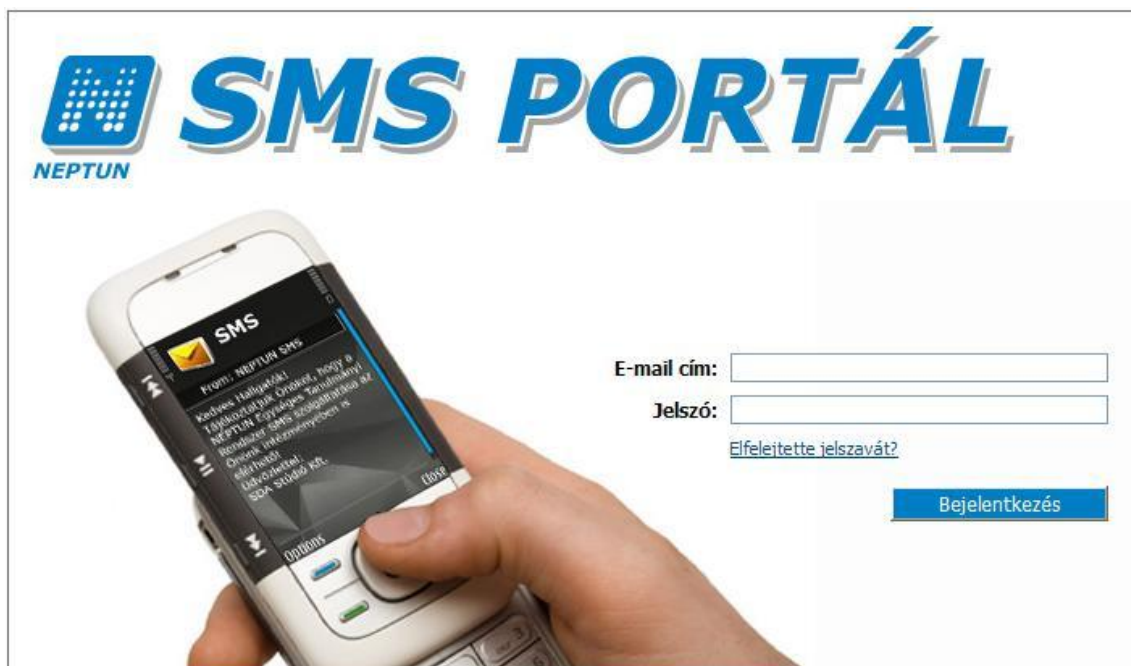 SMS PORTÁL
NEPTUN
SMS
From: NEPTUN SMS
Kedves Hallgatók!
Tájékoztatjuk Önöket, hogy a
NEPTUN Egységes Tanulmányi
Rendszer SMS szolgáltatása az
Önök intézményében is
elérhető!
Üdvözlettel:
SDA Stúdió Kft.
Options
Close
3
E-mail cím:
Jelszó:
Elfelejtette jelszavát?
Bejelentkezés